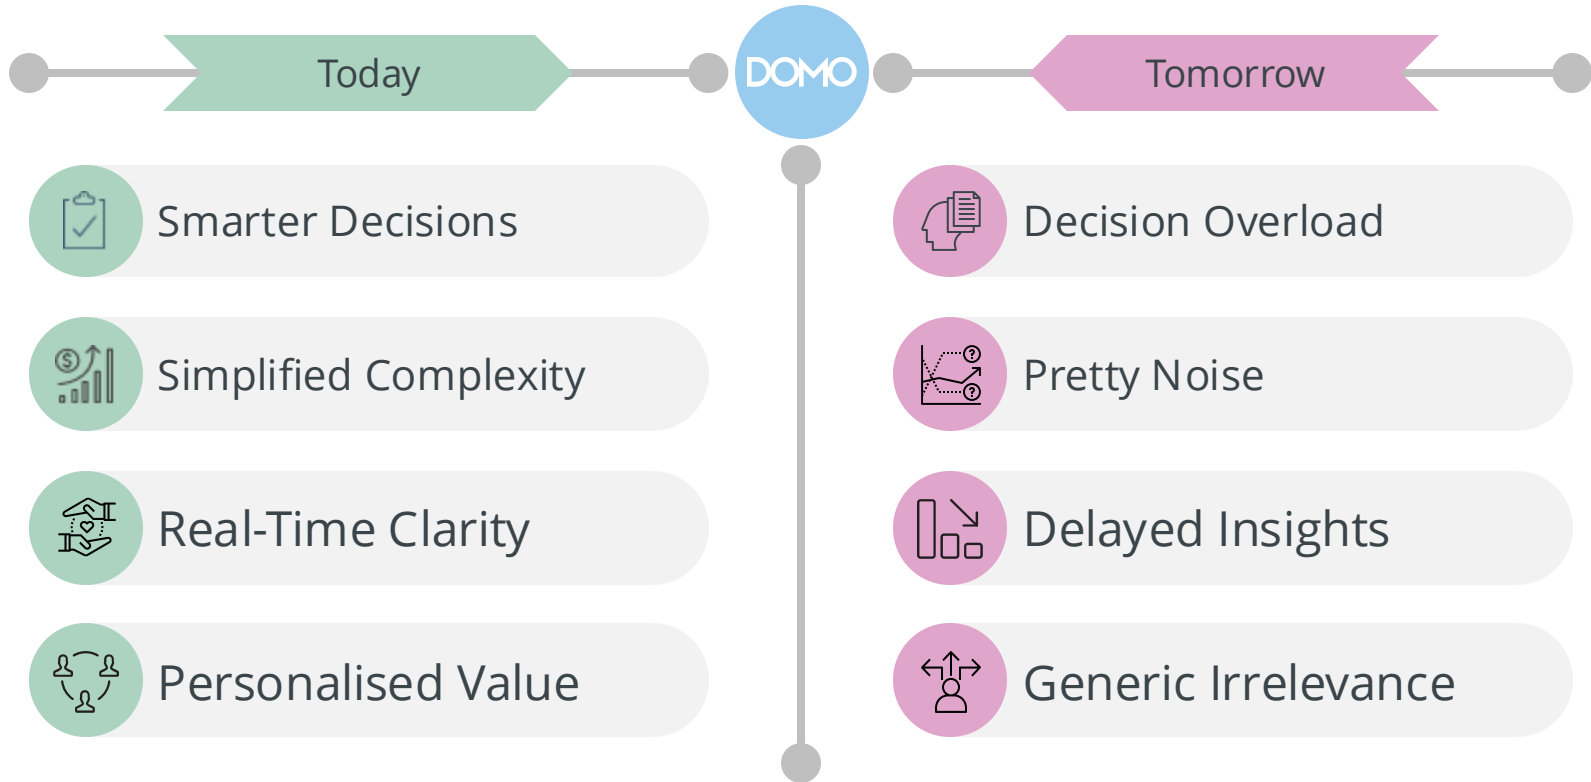 Today
DOMO
Tomorrow
Smarter Decisions
Decision Overload
$
Simplified Complexity
?
Pretty Noise
?
Real-Time Clarity
Delayed Insights
Personalised Value
Generic Irrelevance